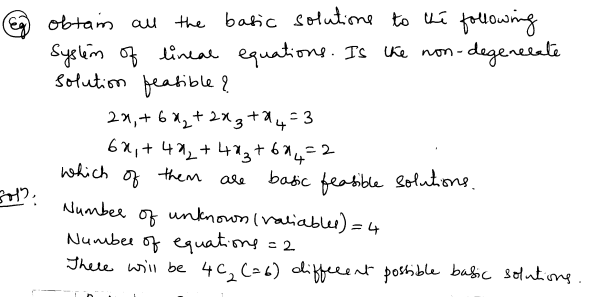 Eg obtain all the basic solutions to the following
System of linear equations. Is the non-degenerate
Solution feasible?
2x₁ + 6x₂ + 2x₃ + x₄ = 3
6x₁ + 4x₂ + 4x₃ + 6x₄ = 2
which of them are basic feasible solutions.
Soln: Number of unknowns (variables) = 4
Number of equations = 2
There will be 4C₂ (=6) different possible basic solutions.